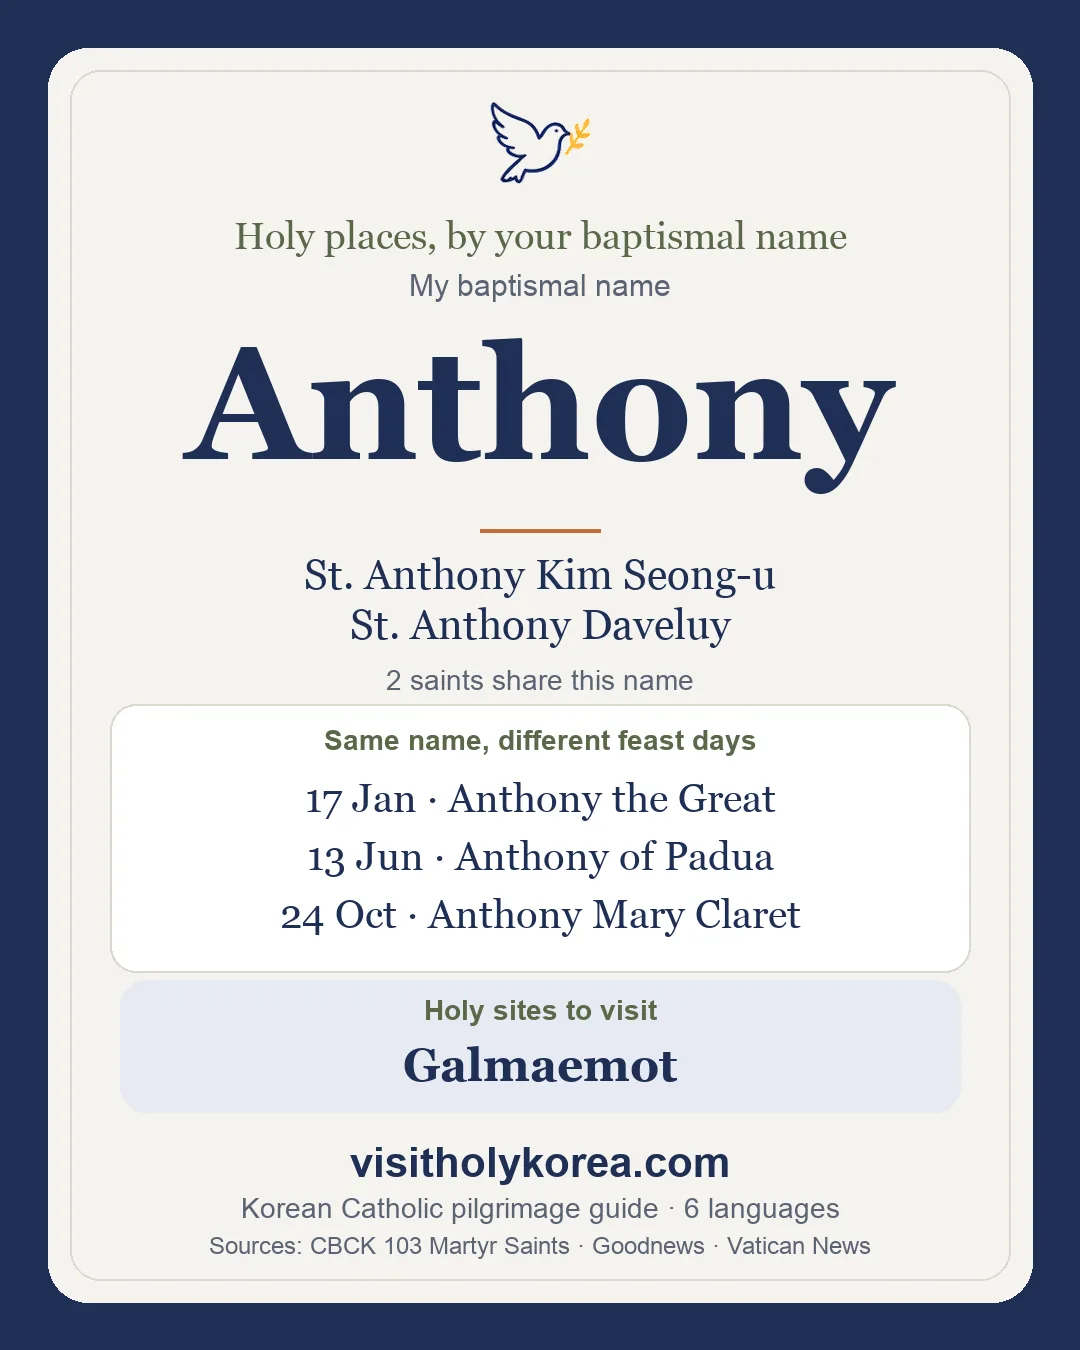 Holy places, by your baptismal name
My baptismal name
Anthony
St. Anthony Kim Seong-u
St. Anthony Daveluy
2 saints share this name
Same name, different feast days
17 Jan · Anthony the Great
13 Jun · Anthony of Padua
24 Oct · Anthony Mary Claret
Holy sites to visit
Galmaemot
visitholykorea.com
Korean Catholic pilgrimage guide · 6 languages
Sources: CBCK 103 Martyr Saints · Goodnews · Vatican News